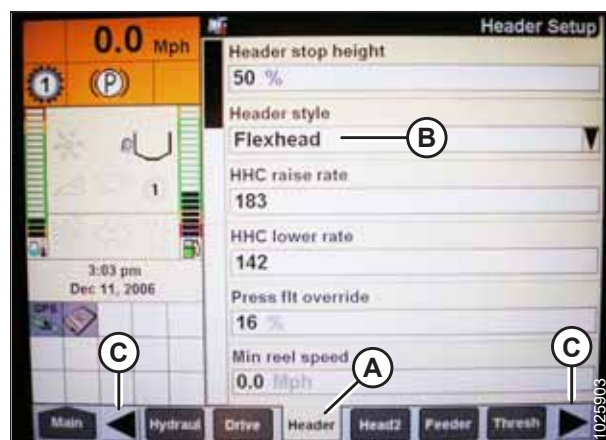 0.0 Mph
Header Setup
1
(P)
Header stop height
50 %
Header style
Flexhead
B
HHC raise rate
183
1
HHC lower rate
142
3:03 pm
Dec 11, 2006
Press flt override
16 %
GPS
C
A
C
Min reel speed
0.0 Mph
Main
Hydraul
Drive
Header
Head2
Feeder
Thresh
1025903